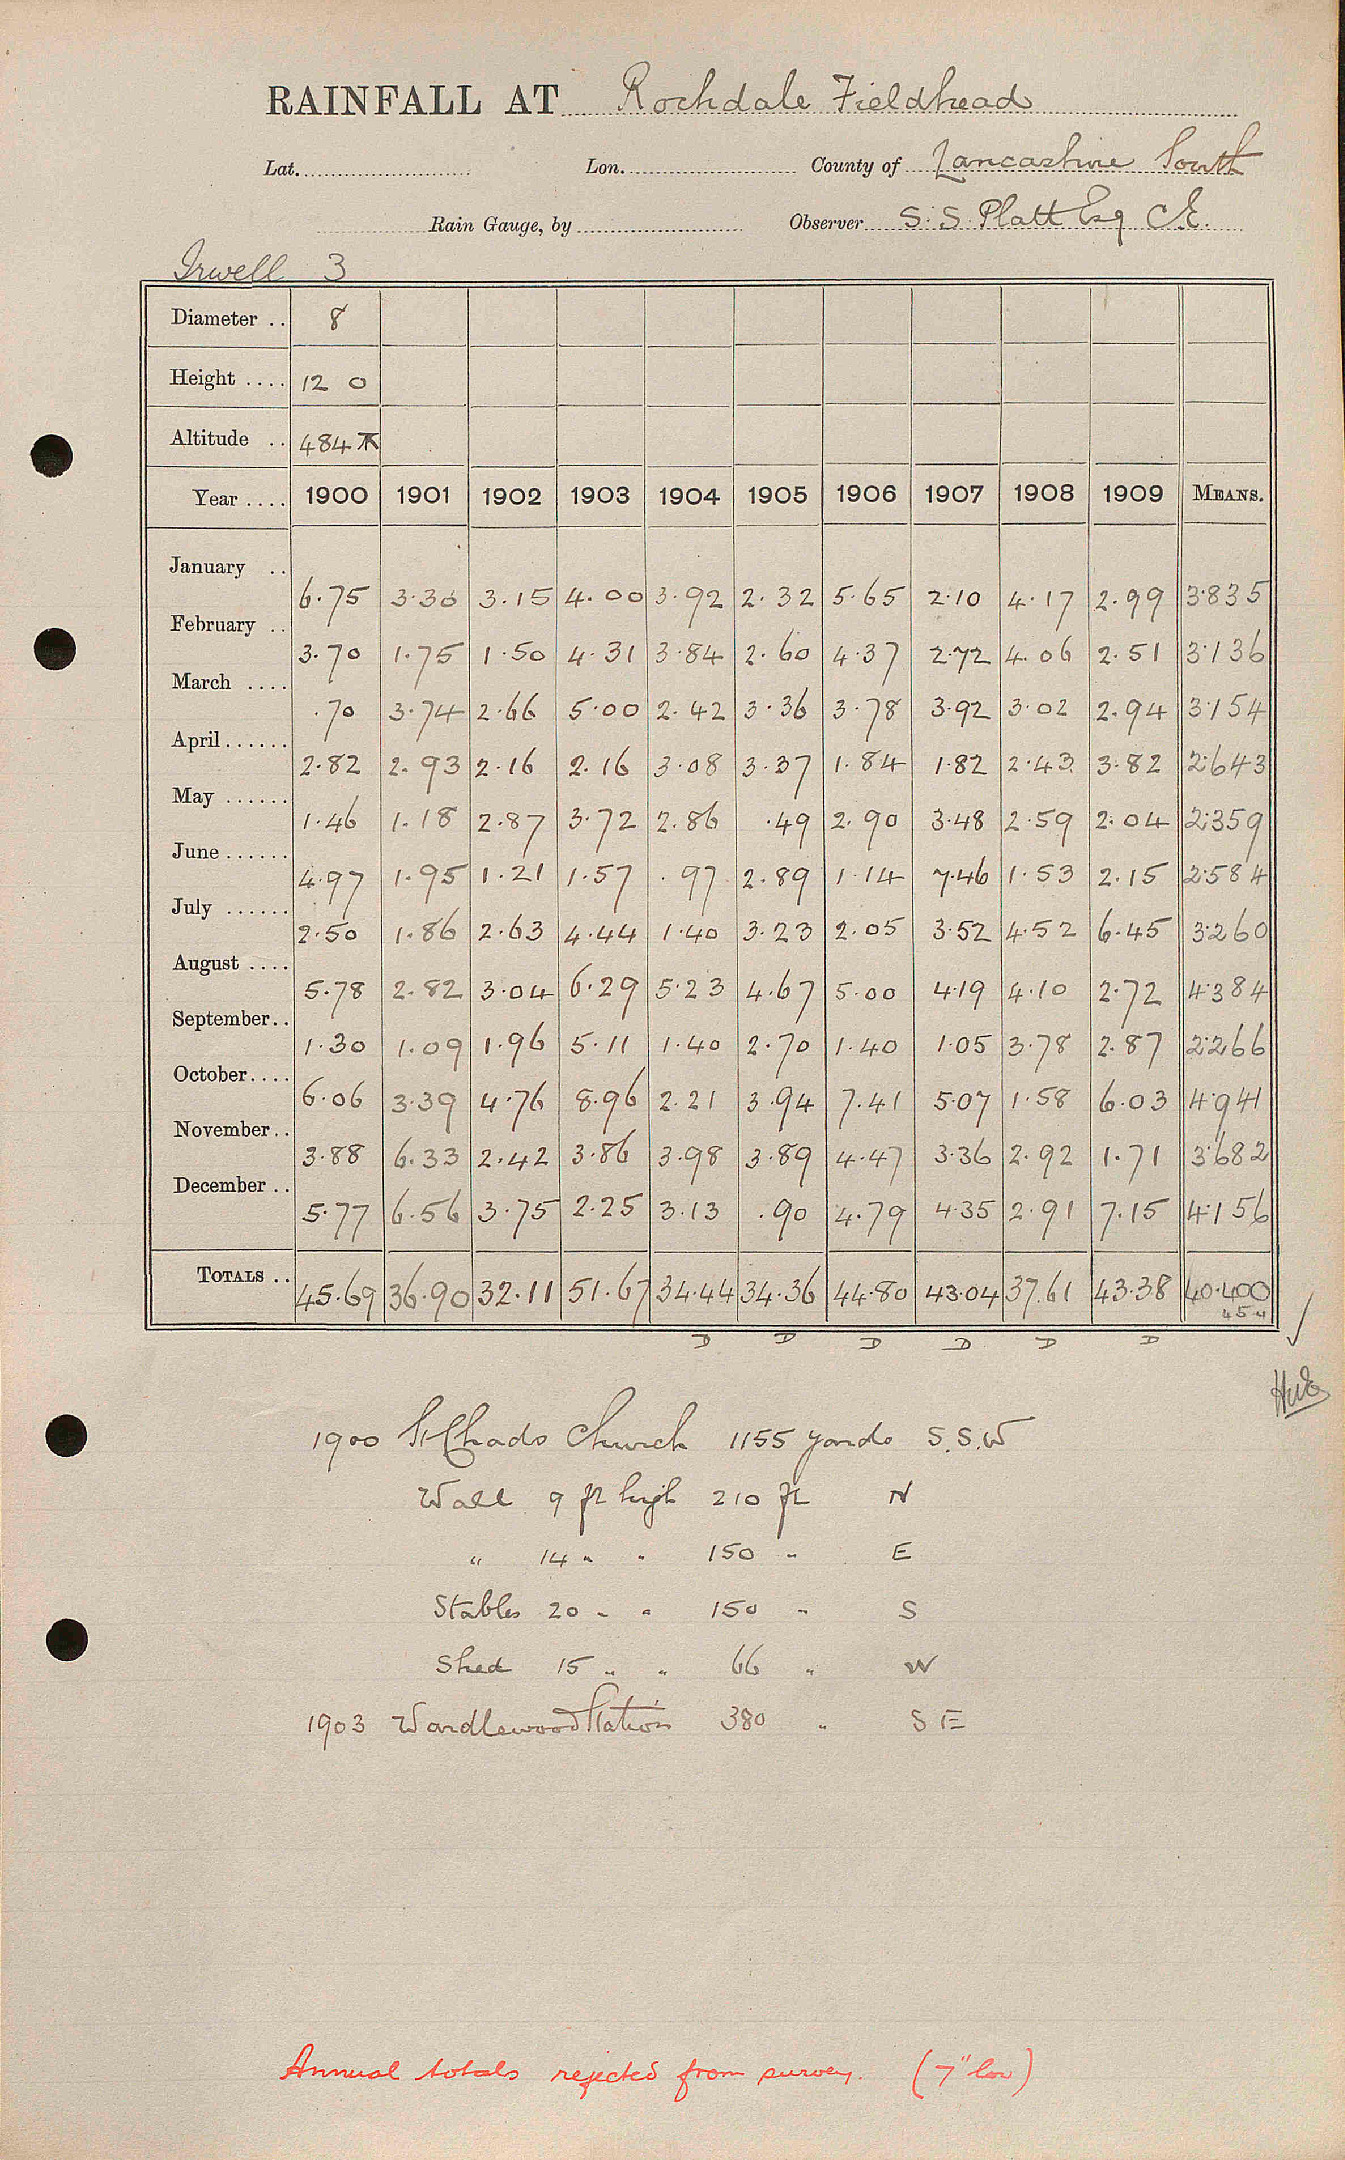 RAINFALL AT Rochdale Fieldhead
Lat. Lon. County of Lancashire South
Rain Gauge, by Observer S. S. Platt Esq C.E.
Irwell 3
Diameter .. 8
Height .... 12 0
Altitude .. 484
Year .... 1900 1901 1902 1903 1904 1905 1906 1907 1908 1909 MEANS.
January .. 6.75 3.30 3.15 4.00 3.92 2.32 5.65 2.10 4.17 2.99 3.835
February .. 3.70 1.75 1.50 4.31 3.84 2.60 4.37 2.72 4.06 2.51 3.136
March .... .70 3.74 2.66 5.00 2.42 3.36 3.78 3.92 3.02 2.94 3.154
April...... 2.82 2.93 2.16 2.16 3.08 3.37 1.84 1.82 2.43 3.82 2.643
May ...... 1.46 1.18 2.87 3.72 2.86 .49 2.90 3.48 2.59 2.04 2.359
June...... 4.97 1.95 1.21 1.57 .97 2.89 1.14 7.46 1.53 2.15 2.584
July ...... 2.50 1.86 2.63 4.44 1.40 3.23 2.05 3.52 4.52 6.45 3.260
August .... 5.78 2.82 3.04 6.29 5.23 4.67 5.00 4.19 4.10 2.72 4.384
September.. 1.30 1.09 1.96 5.11 1.40 2.70 1.40 1.05 3.78 2.87 2.266
October.... 6.06 3.39 4.76 8.96 2.21 3.94 7.41 5.07 1.58 6.03 4.941
November.. 3.88 6.33 2.42 3.86 3.98 3.89 4.47 3.36 2.92 1.71 3.682
December .. 5.77 6.56 3.75 2.25 3.13 .90 4.79 4.35 2.91 7.15 4.156
TOTALS .. 45.69 36.90 32.11 51.67 34.44 34.36 44.80 43.04 37.61 43.38 40.400
D D D D D D
1900 St Chads Church 1155 yards S.S.W
Wall 9 ft high 210 ft N
" 14 " " 150 " E
Stables 20 " " 150 " S
Shed 15 " " 66 " W
1903 Wardlewood Station 380 " S E
Annual totals rejected from survey. (7" low)